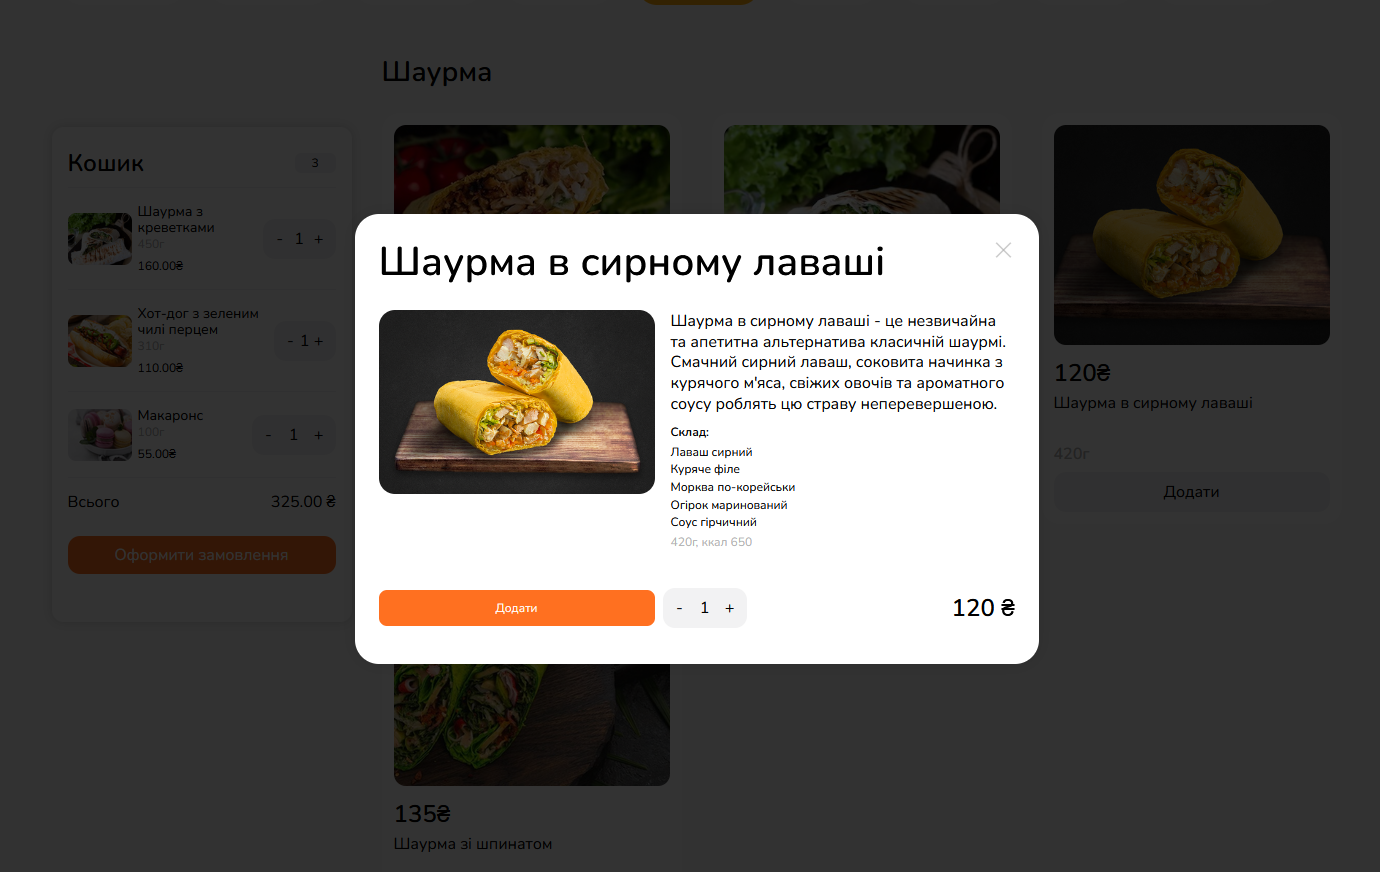 Шаурма
Кошик
3
Шаурма з
креветками
450г
160.00₴
- 1 +
Хот-дог з зеленим
чилі перцем
310г
110.00₴
- 1 +
Макаронс
100г
55.00₴
- 1 +
Всього 325.00 ₴
Оформити замовлення
Шаурма в сирному лаваші
Шаурма в сирному лаваші - це незвичайна
та апетитна альтернатива класичній шаурмі.
Смачний сирний лаваш, соковита начинка з
курячого м'яса, свіжих овочів та ароматного
соусу роблять цю страву неперевершеною.
Склад:
Лаваш сирний
Куряче філе
Морква по-корейськи
Огірок маринований
Соус гірчичний
420г, ккал 650
Додати
- 1 +
120 ₴
120₴
Шаурма в сирному лаваші
420г
Додати
135₴
Шаурма зі шпинатом